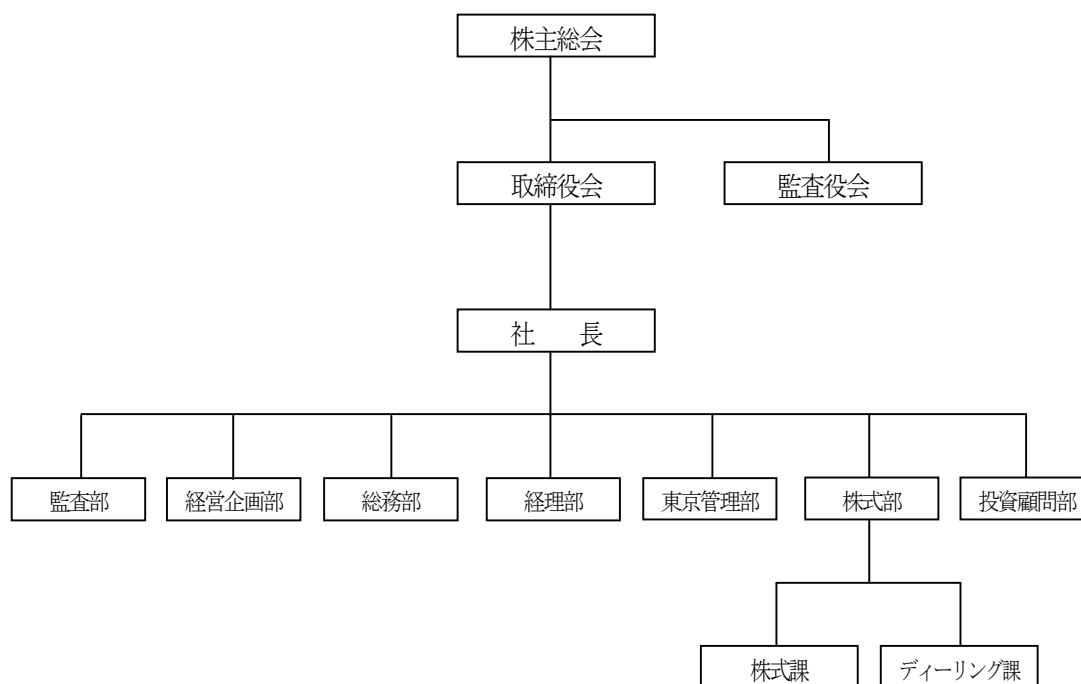 株主総会
取締役会
監査役会
社　　長
監査部
経営企画部
総務部
経理部
東京管理部
株式部
投資顧問部
株式課
ディーリング課